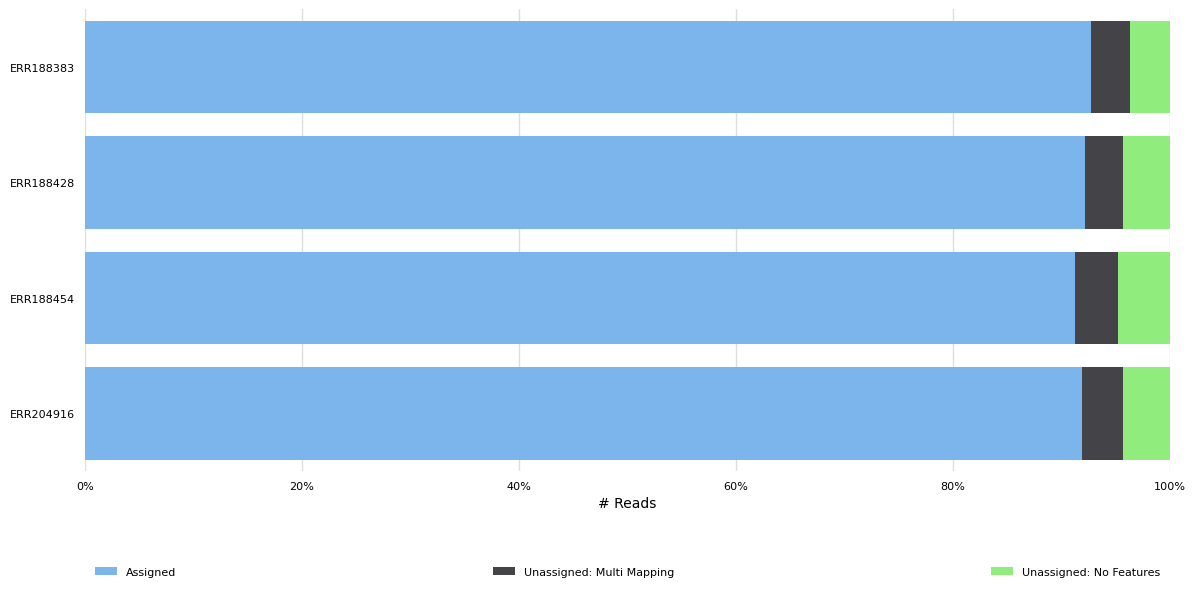 ERR188383
ERR188428
ERR188454
ERR204916
0% 20% 40% 60% 80% 100%
# Reads
Assigned Unassigned: Multi Mapping Unassigned: No Features